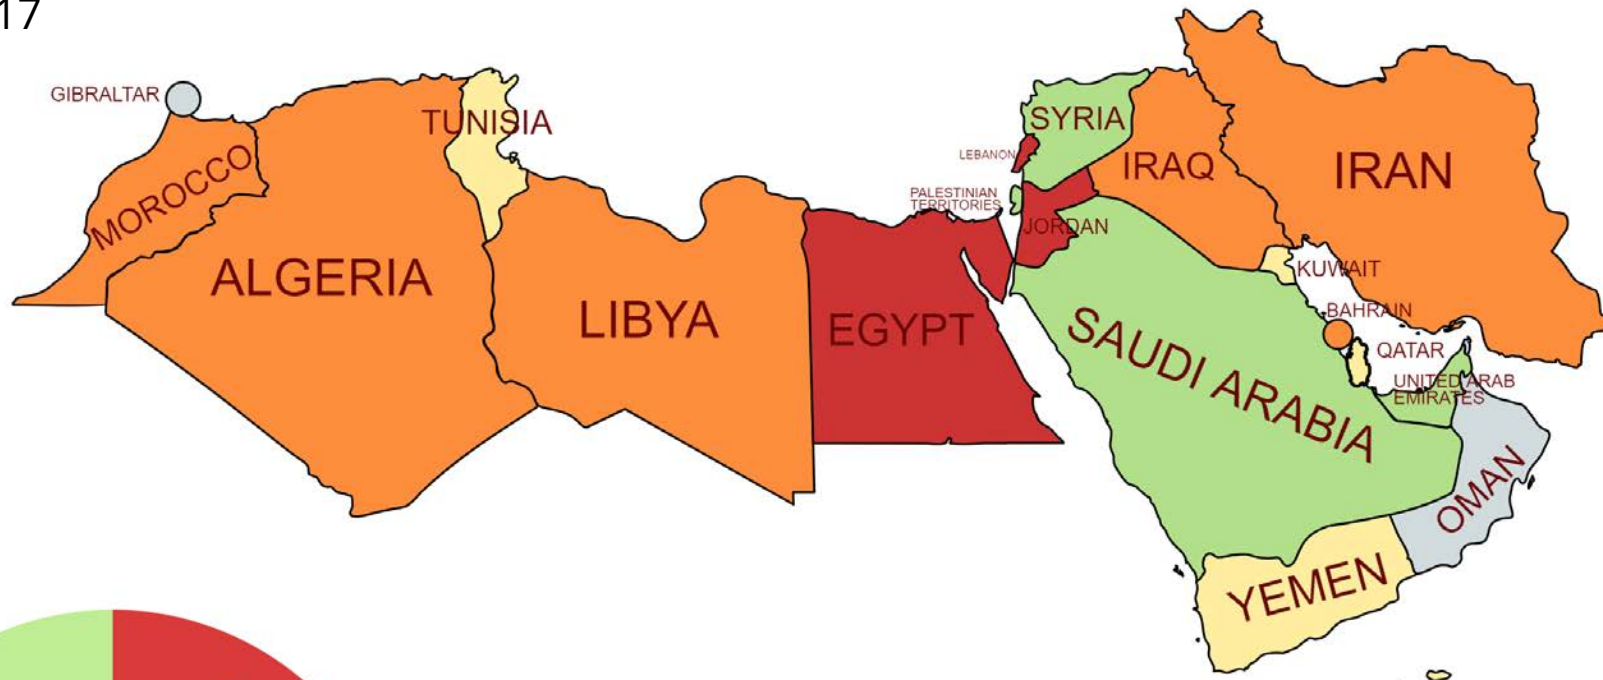 17
GIBRALTAR
TUNISIA
SYRIA
LEBANON
IRAQ
IRAN
MOROCCO
PALESTINIAN
TERRITORIES
JORDAN
ALGERIA
KUWAIT
LIBYA
EGYPT
BAHRAIN
SAUDI ARABIA
QATAR
UNITED ARAB
EMIRATES
OMAN
YEMEN